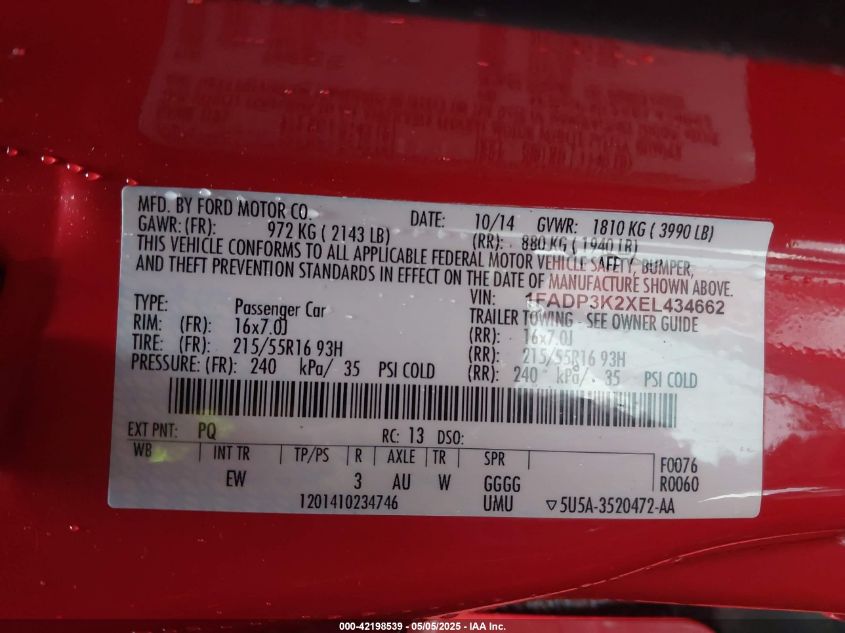 MFD. BY FORD MOTOR CO. DATE: 10/14 GVWR: 1810 KG ( 3990 LB)
GAWR: (FR): 972 KG ( 2143 LB) (RR): 880 KG ( 1940 LB)
THIS VEHICLE CONFORMS TO ALL APPLICABLE FEDERAL MOTOR VEHICLE SAFETY, BUMPER,
AND THEFT PREVENTION STANDARDS IN EFFECT ON THE DATE OF MANUFACTURE SHOWN ABOVE.
VIN: 1FADP3K2XEL434662
TYPE: Passenger Car TRAILER TOWING - SEE OWNER GUIDE
RIM: (FR): 16x7.0J (RR): 16x7.0J
TIRE: (FR): 215/55R16 93H (RR): 215/55R16 93H
PRESSURE: (FR): 240 kPa/ 35 PSI COLD (RR): 240 kPa/ 35 PSI COLD
EXT PNT: PQ RC: 13 DSO:
WB INT TR TP/PS R AXLE TR SPR F0076
EW 3 AU W GGGG R0060
1201410234746 UMU ▽5U5A-3520472-AA
000-42198539 - 05/05/2025 - IAA Inc.